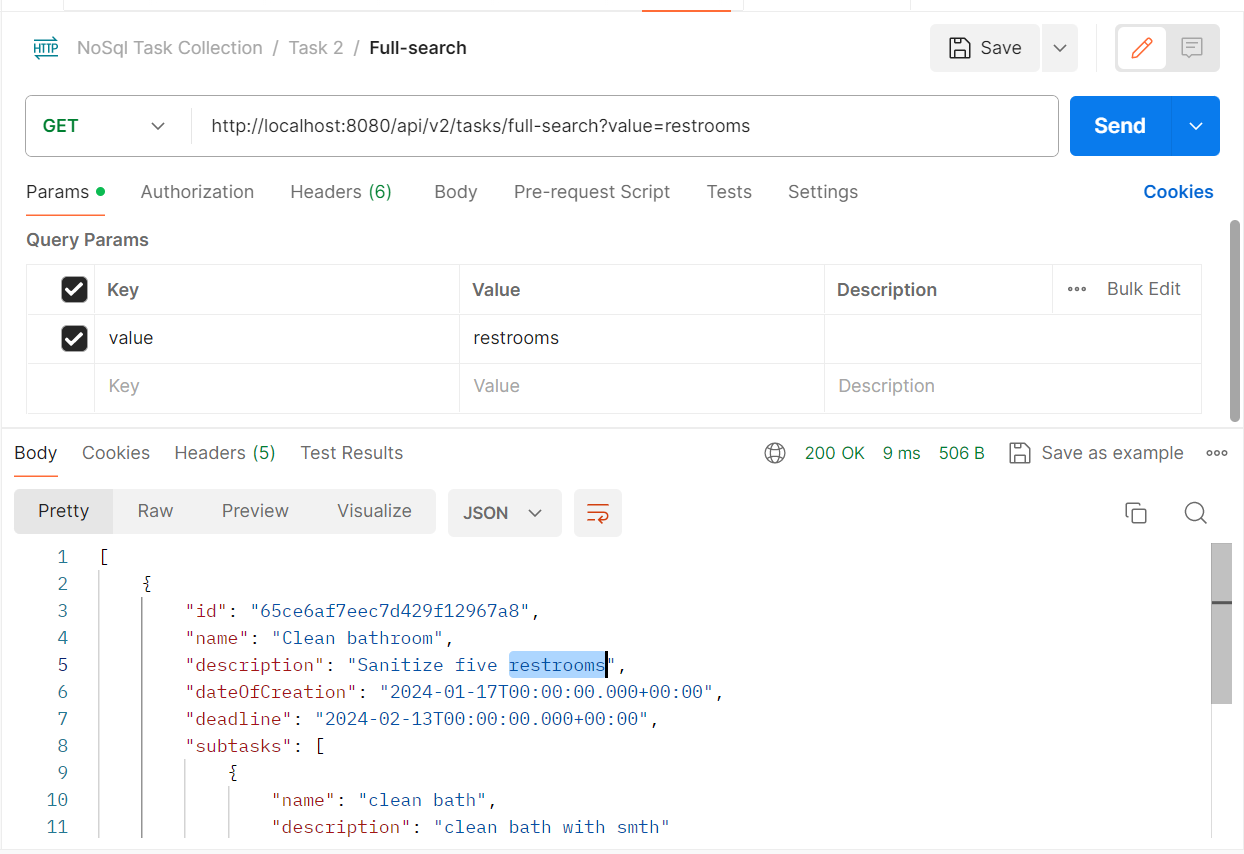 HTTP NoSql Task Collection / Task 2 / Full-search Save
GET http://localhost:8080/api/v2/tasks/full-search?value=restrooms Send
Params Authorization Headers (6) Body Pre-request Script Tests Settings Cookies
Query Params
Key Value Description Bulk Edit
value restrooms
Key Value Description
Body Cookies Headers (5) Test Results 200 OK 9 ms 506 B Save as example
Pretty Raw Preview Visualize JSON
1 [
2 {
3 "id": "65ce6af7eec7d429f12967a8",
4 "name": "Clean bathroom",
5 "description": "Sanitize five restrooms",
6 "dateOfCreation": "2024-01-17T00:00:00.000+00:00",
7 "deadline": "2024-02-13T00:00:00.000+00:00",
8 "subtasks": [
9 {
10 "name": "clean bath",
11 "description": "clean bath with smth"